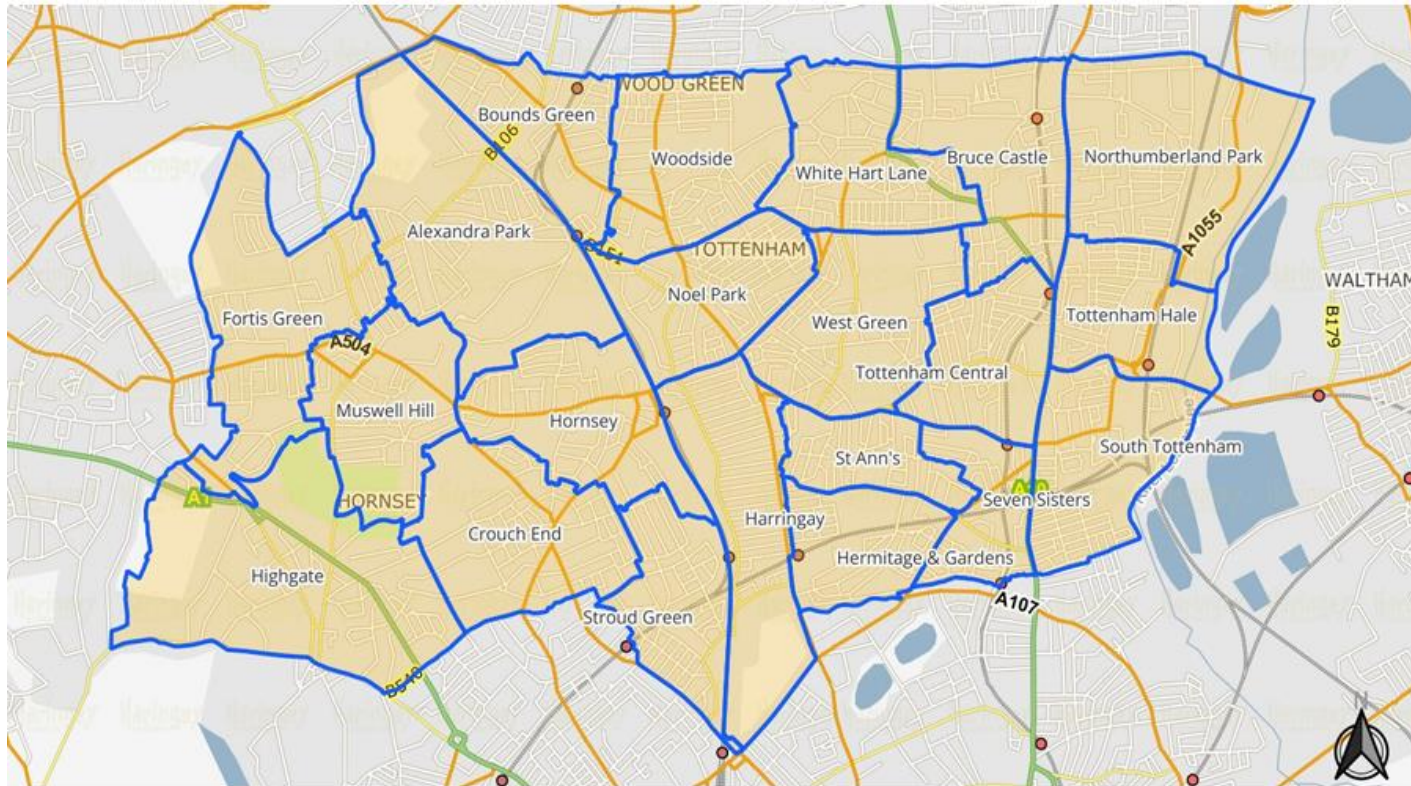 WOOD GREEN
Bounds Green
B106
Woodside
Bruce Castle
Northumberland Park
White Hart Lane
Alexandra Park
A1055
TOTTENHAM
WALTHAM
Noel Park
B179
Fortis Green
West Green
Tottenham Hale
A504
Tottenham Central
Muswell Hill
Hornsey
South Tottenham
St Ann's
A1
HORNSEY
A10
Seven Sisters
Harringay
Crouch End
Hermitage & Gardens
Highgate
A107
Stroud Green
B540
N